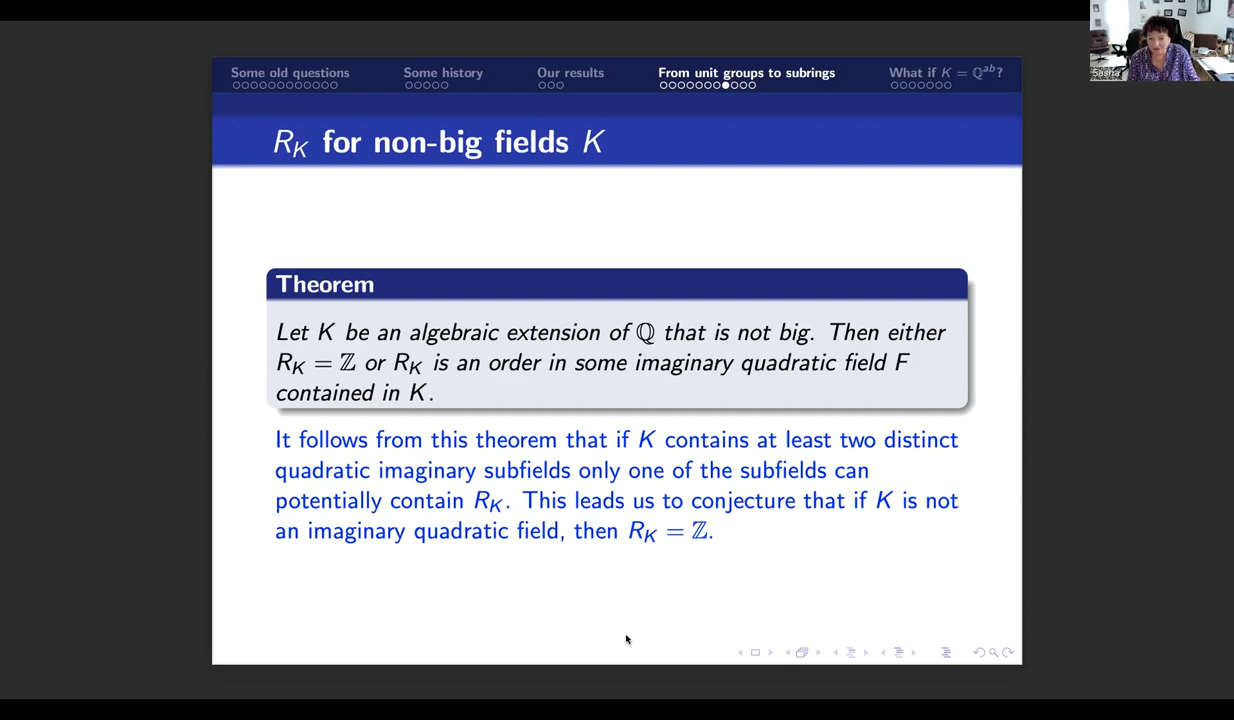 Some old questions Some history Our results From unit groups to subrings What if K = ℚᵃᵇ?
R_K for non-big fields K
Theorem
Let K be an algebraic extension of ℚ that is not big. Then either
R_K = ℤ or R_K is an order in some imaginary quadratic field F
contained in K.
It follows from this theorem that if K contains at least two distinct
quadratic imaginary subfields only one of the subfields can
potentially contain R_K. This leads us to conjecture that if K is not
an imaginary quadratic field, then R_K = ℤ.